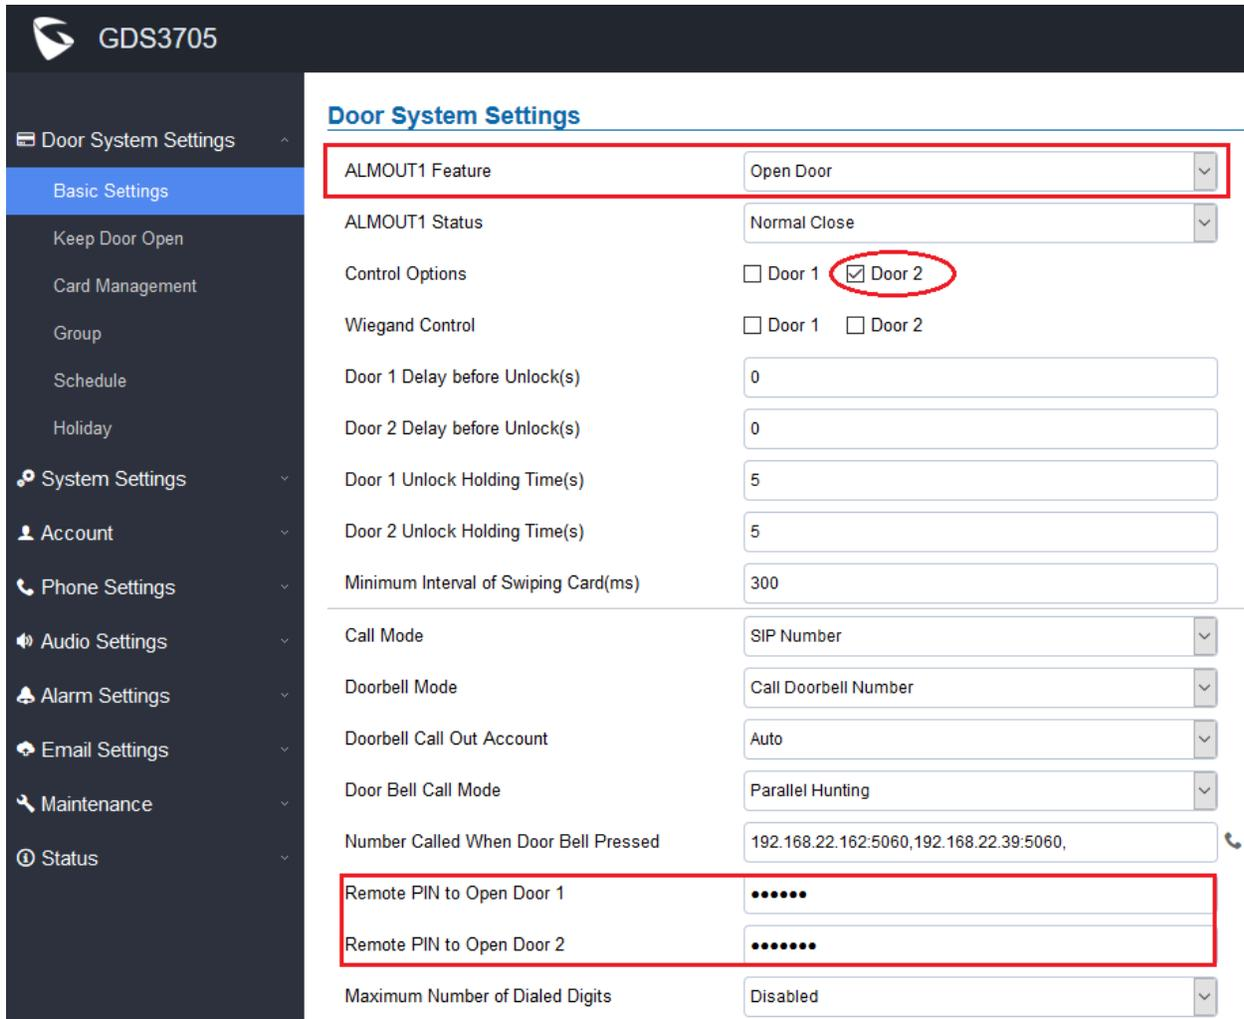 GDS3705
Door System Settings
Basic Settings
Keep Door Open
Card Management
Group
Schedule
Holiday
System Settings
Account
Phone Settings
Audio Settings
Alarm Settings
Email Settings
Maintenance
Status
Door System Settings
ALMOUT1 Feature Open Door
ALMOUT1 Status Normal Close
Control Options Door 1 Door 2
Wiegand Control Door 1 Door 2
Door 1 Delay before Unlock(s) 0
Door 2 Delay before Unlock(s) 0
Door 1 Unlock Holding Time(s) 5
Door 2 Unlock Holding Time(s) 5
Minimum Interval of Swiping Card(ms) 300
Call Mode SIP Number
Doorbell Mode Call Doorbell Number
Doorbell Call Out Account Auto
Door Bell Call Mode Parallel Hunting
Number Called When Door Bell Pressed 192.168.22.162:5060,192.168.22.39:5060,
Remote PIN to Open Door 1 ••••••
Remote PIN to Open Door 2 •••••••
Maximum Number of Dialed Digits Disabled